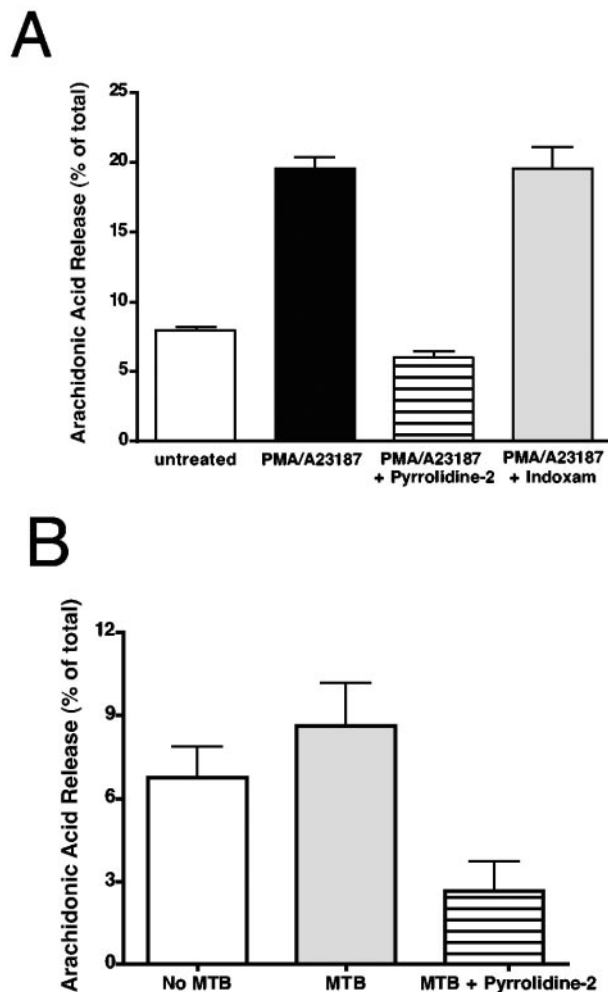 A
Arachidonic Acid Release (% of total)
25
20
15
10
5
0
untreated
PMA/A23187
PMA/A23187
+ Pyrrolidine-2
PMA/A23187
+ Indoxam
B
Arachidonic Acid Release (% of total)
12
9
6
3
0
No MTB
MTB
MTB + Pyrrolidine-2